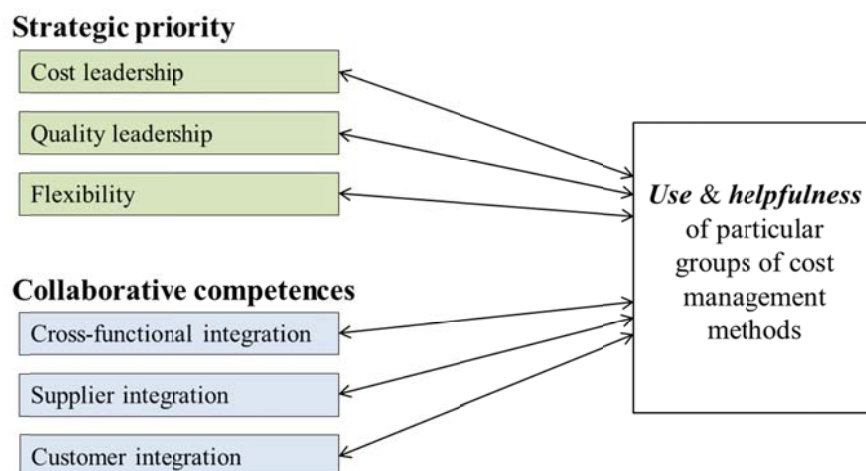 Strategic priority
Cost leadership
Quality leadership
Flexibility
Collaborative competences
Cross-functional integration
Supplier integration
Customer integration
Use & helpfulness
of particular
groups of cost
management
methods